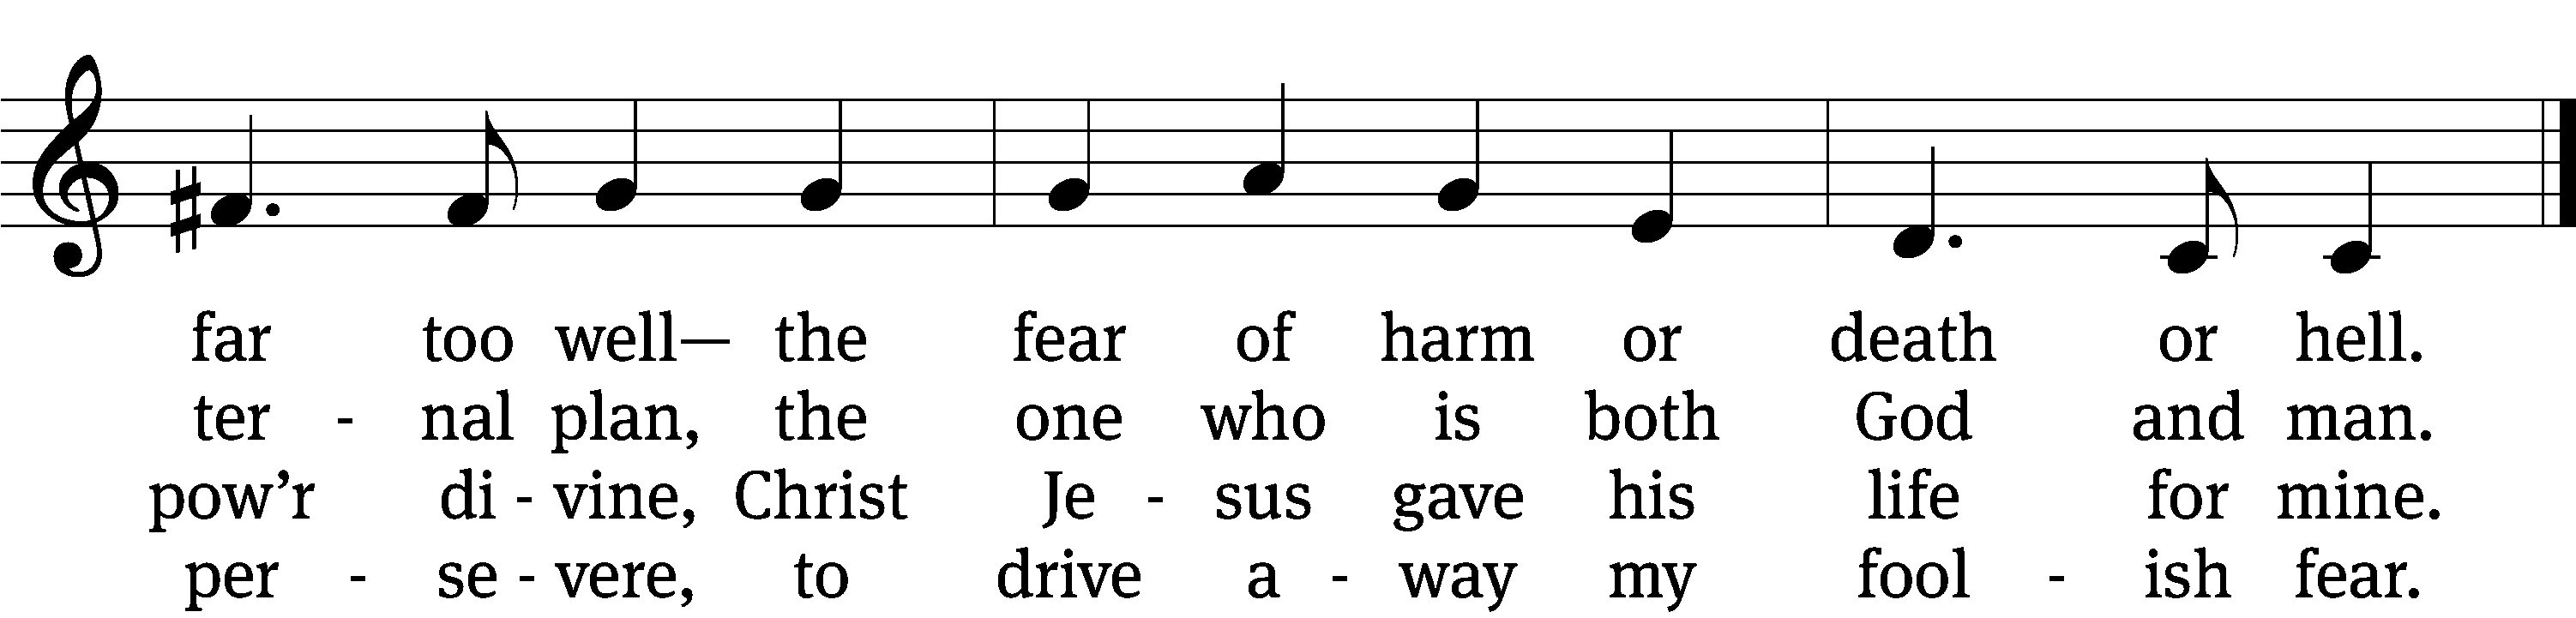 far too well— the fear of harm or death or hell.
ter - nal plan, the one who is both God and man.
pow’r di - vine, Christ Je - sus gave his life for mine.
per - se - vere, to drive a - way my fool - ish fear.